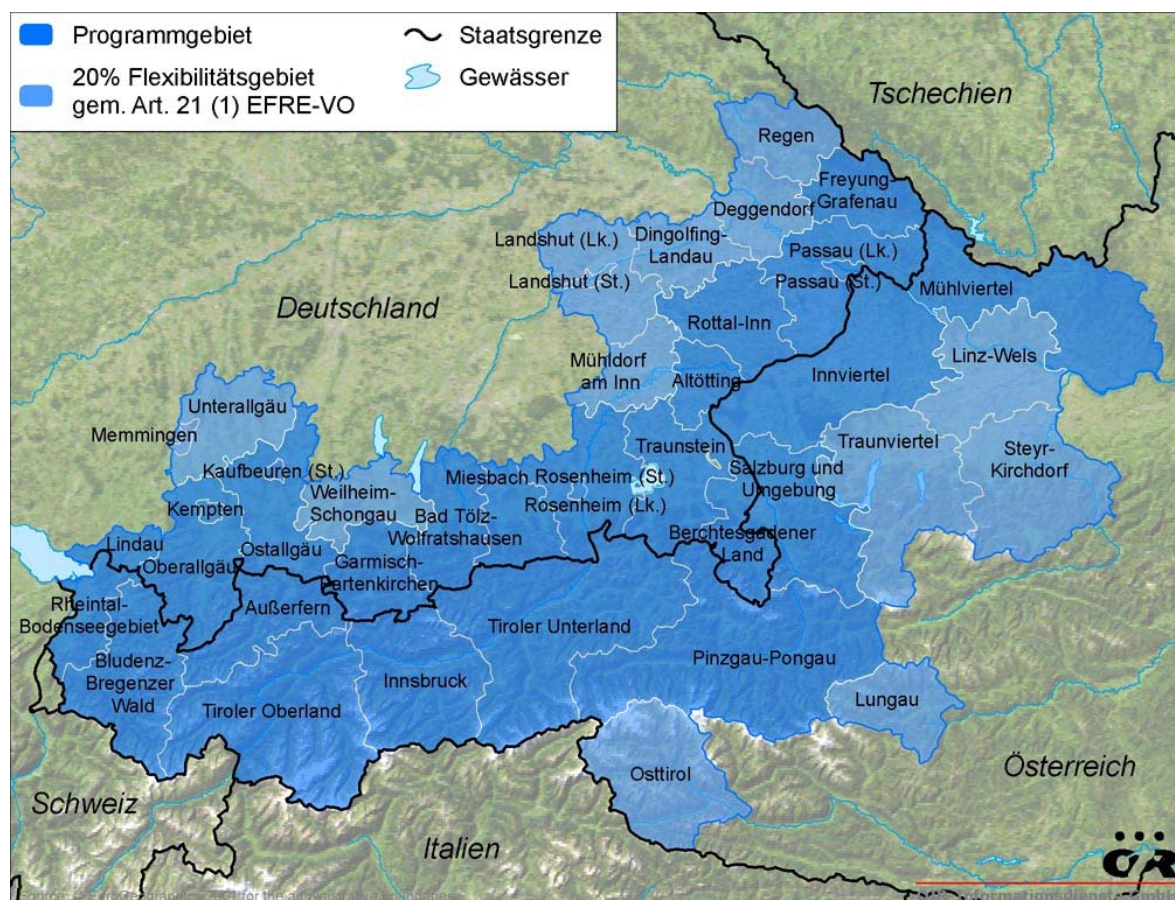 Programmgebiet
Staatsgrenze
20% Flexibilitätsgebiet
gem. Art. 21 (1) EFRE-VO
Gewässer
Tschechien
Regen
Freyung-
Grafenau
Deggendorf
Landshut (Lk.)
Dingolfing-
Landau
Passau (Lk.)
Landshut (St.)
Passau (St.)
Mühlviertel
Deutschland
Rottal-Inn
Linz-Wels
Mühldorf
am Inn
Altötting
Innviertel
Unterallgäu
Memmingen
Traunstein
Traunviertel
Steyr-
Kirchdorf
Kaufbeuren (St.)
Miesbach
Rosenheim (St.)
Salzburg und
Umgebung
Weilheim-
Schongau
Kempten
Rosenheim (Lk.)
Bad Tölz-
Wolfratshausen
Berchtesgadener
Land
Lindau
Ostallgäu
Oberallgäu
Garmisch-
Partenkirchen
Rheintal-
Bodenseegebiet
Außerfern
Tiroler Unterland
Bludenz-
Bregenzer
Wald
Innsbruck
Pinzgau-Pongau
Tiroler Oberland
Lungau
Osttirol
Österreich
Schweiz
Italien